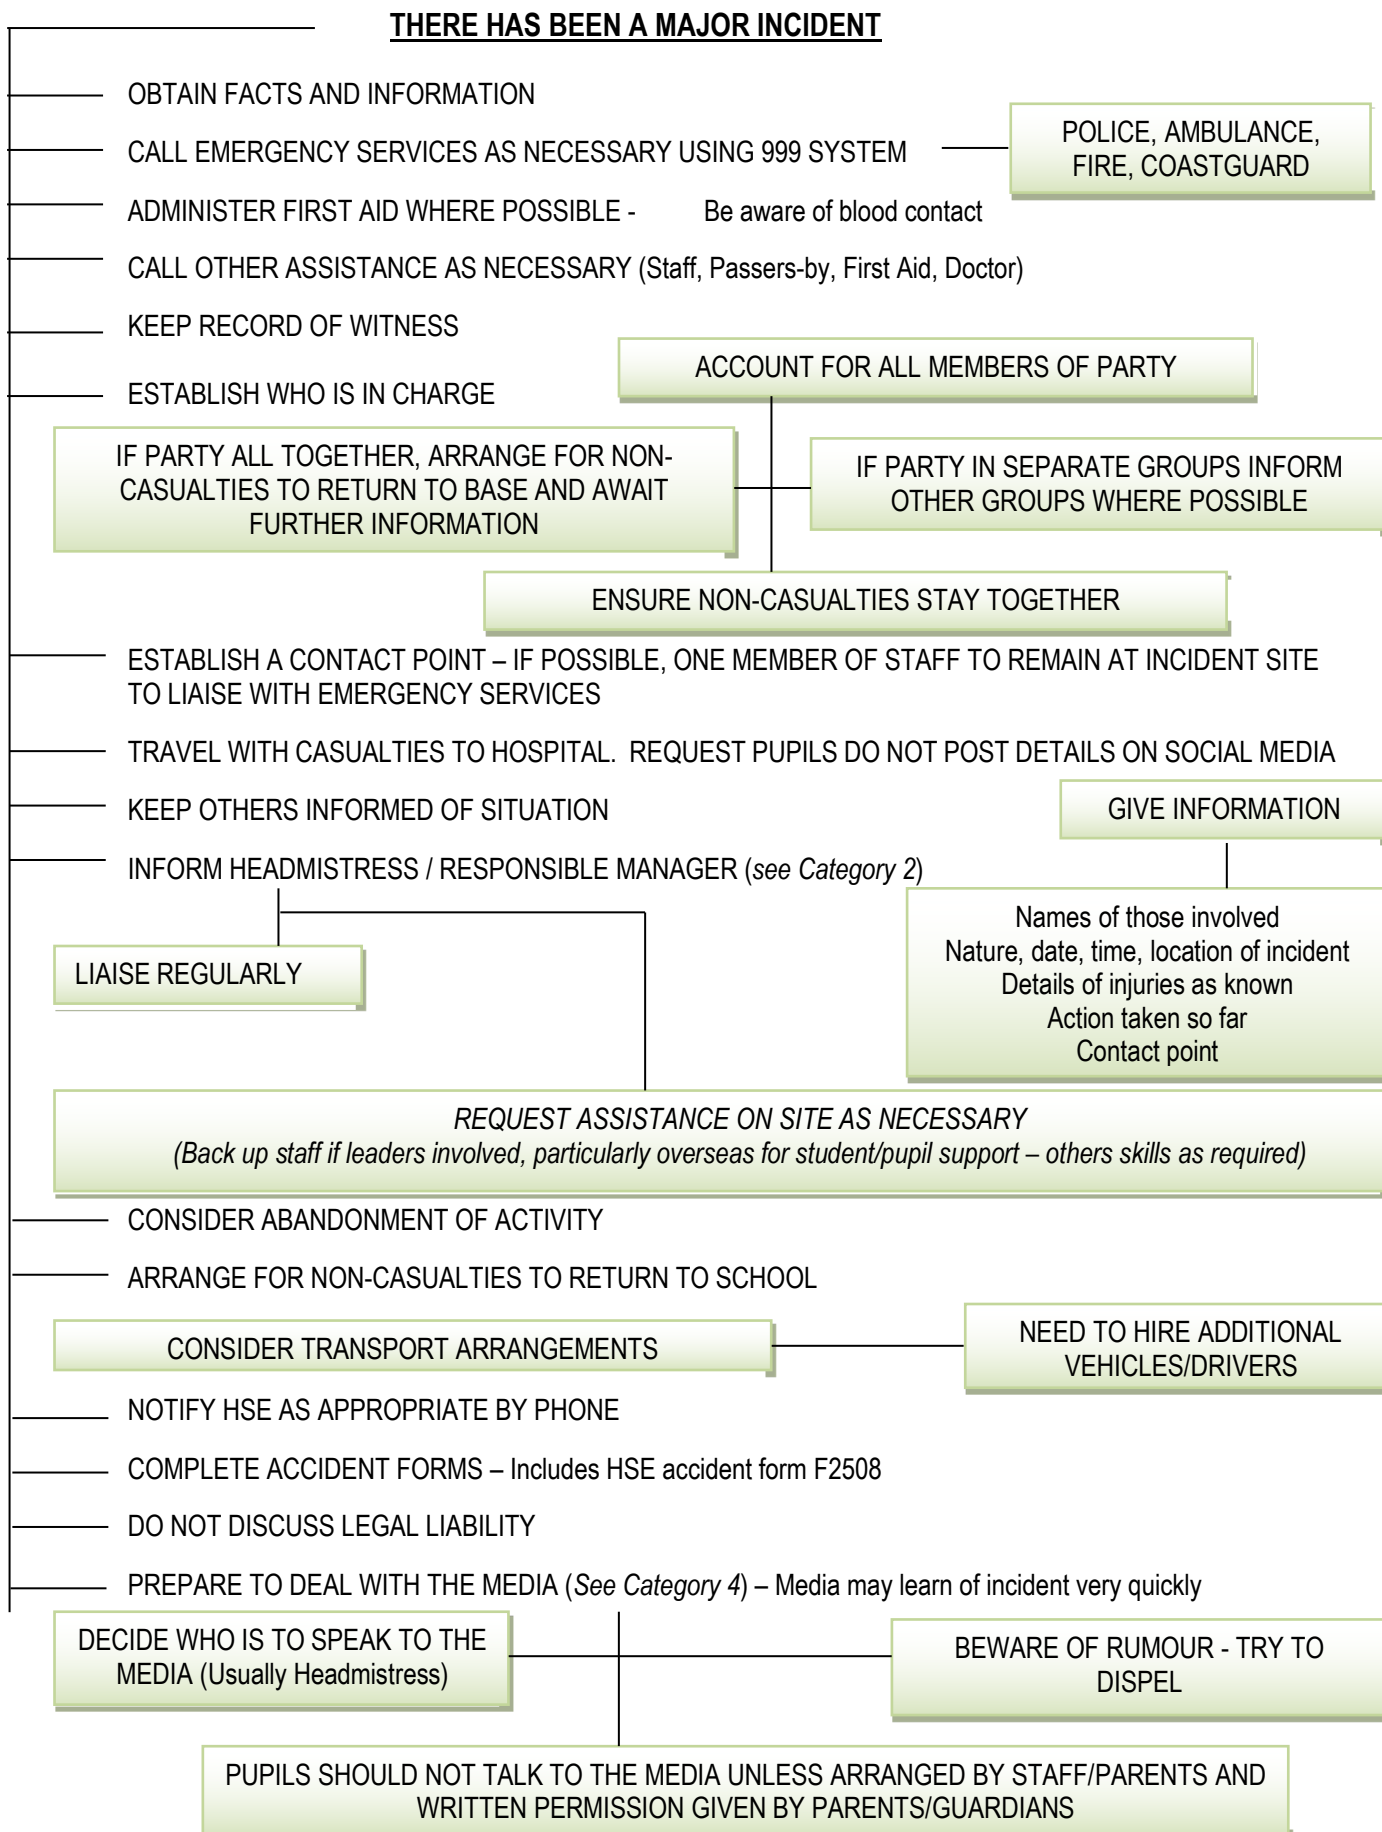 THERE HAS BEEN A MAJOR INCIDENT
OBTAIN FACTS AND INFORMATION
CALL EMERGENCY SERVICES AS NECESSARY USING 999 SYSTEM
POLICE, AMBULANCE,
FIRE, COASTGUARD
ADMINISTER FIRST AID WHERE POSSIBLE - Be aware of blood contact
CALL OTHER ASSISTANCE AS NECESSARY (Staff, Passers-by, First Aid, Doctor)
KEEP RECORD OF WITNESS
ESTABLISH WHO IS IN CHARGE
ACCOUNT FOR ALL MEMBERS OF PARTY
IF PARTY ALL TOGETHER, ARRANGE FOR NON-
CASUALTIES TO RETURN TO BASE AND AWAIT
FURTHER INFORMATION
IF PARTY IN SEPARATE GROUPS INFORM
OTHER GROUPS WHERE POSSIBLE
ENSURE NON-CASUALTIES STAY TOGETHER
ESTABLISH A CONTACT POINT – IF POSSIBLE, ONE MEMBER OF STAFF TO REMAIN AT INCIDENT SITE
TO LIAISE WITH EMERGENCY SERVICES
TRAVEL WITH CASUALTIES TO HOSPITAL. REQUEST PUPILS DO NOT POST DETAILS ON SOCIAL MEDIA
KEEP OTHERS INFORMED OF SITUATION
GIVE INFORMATION
INFORM HEADMISTRESS / RESPONSIBLE MANAGER (see Category 2)
Names of those involved
Nature, date, time, location of incident
Details of injuries as known
Action taken so far
Contact point
LIAISE REGULARLY
REQUEST ASSISTANCE ON SITE AS NECESSARY
(Back up staff if leaders involved, particularly overseas for student/pupil support – others skills as required)
CONSIDER ABANDONMENT OF ACTIVITY
ARRANGE FOR NON-CASUALTIES TO RETURN TO SCHOOL
CONSIDER TRANSPORT ARRANGEMENTS
NEED TO HIRE ADDITIONAL
VEHICLES/DRIVERS
NOTIFY HSE AS APPROPRIATE BY PHONE
COMPLETE ACCIDENT FORMS – Includes HSE accident form F2508
DO NOT DISCUSS LEGAL LIABILITY
PREPARE TO DEAL WITH THE MEDIA (See Category 4) – Media may learn of incident very quickly
DECIDE WHO IS TO SPEAK TO THE
MEDIA (Usually Headmistress)
BEWARE OF RUMOUR - TRY TO
DISPEL
PUPILS SHOULD NOT TALK TO THE MEDIA UNLESS ARRANGED BY STAFF/PARENTS AND
WRITTEN PERMISSION GIVEN BY PARENTS/GUARDIANS